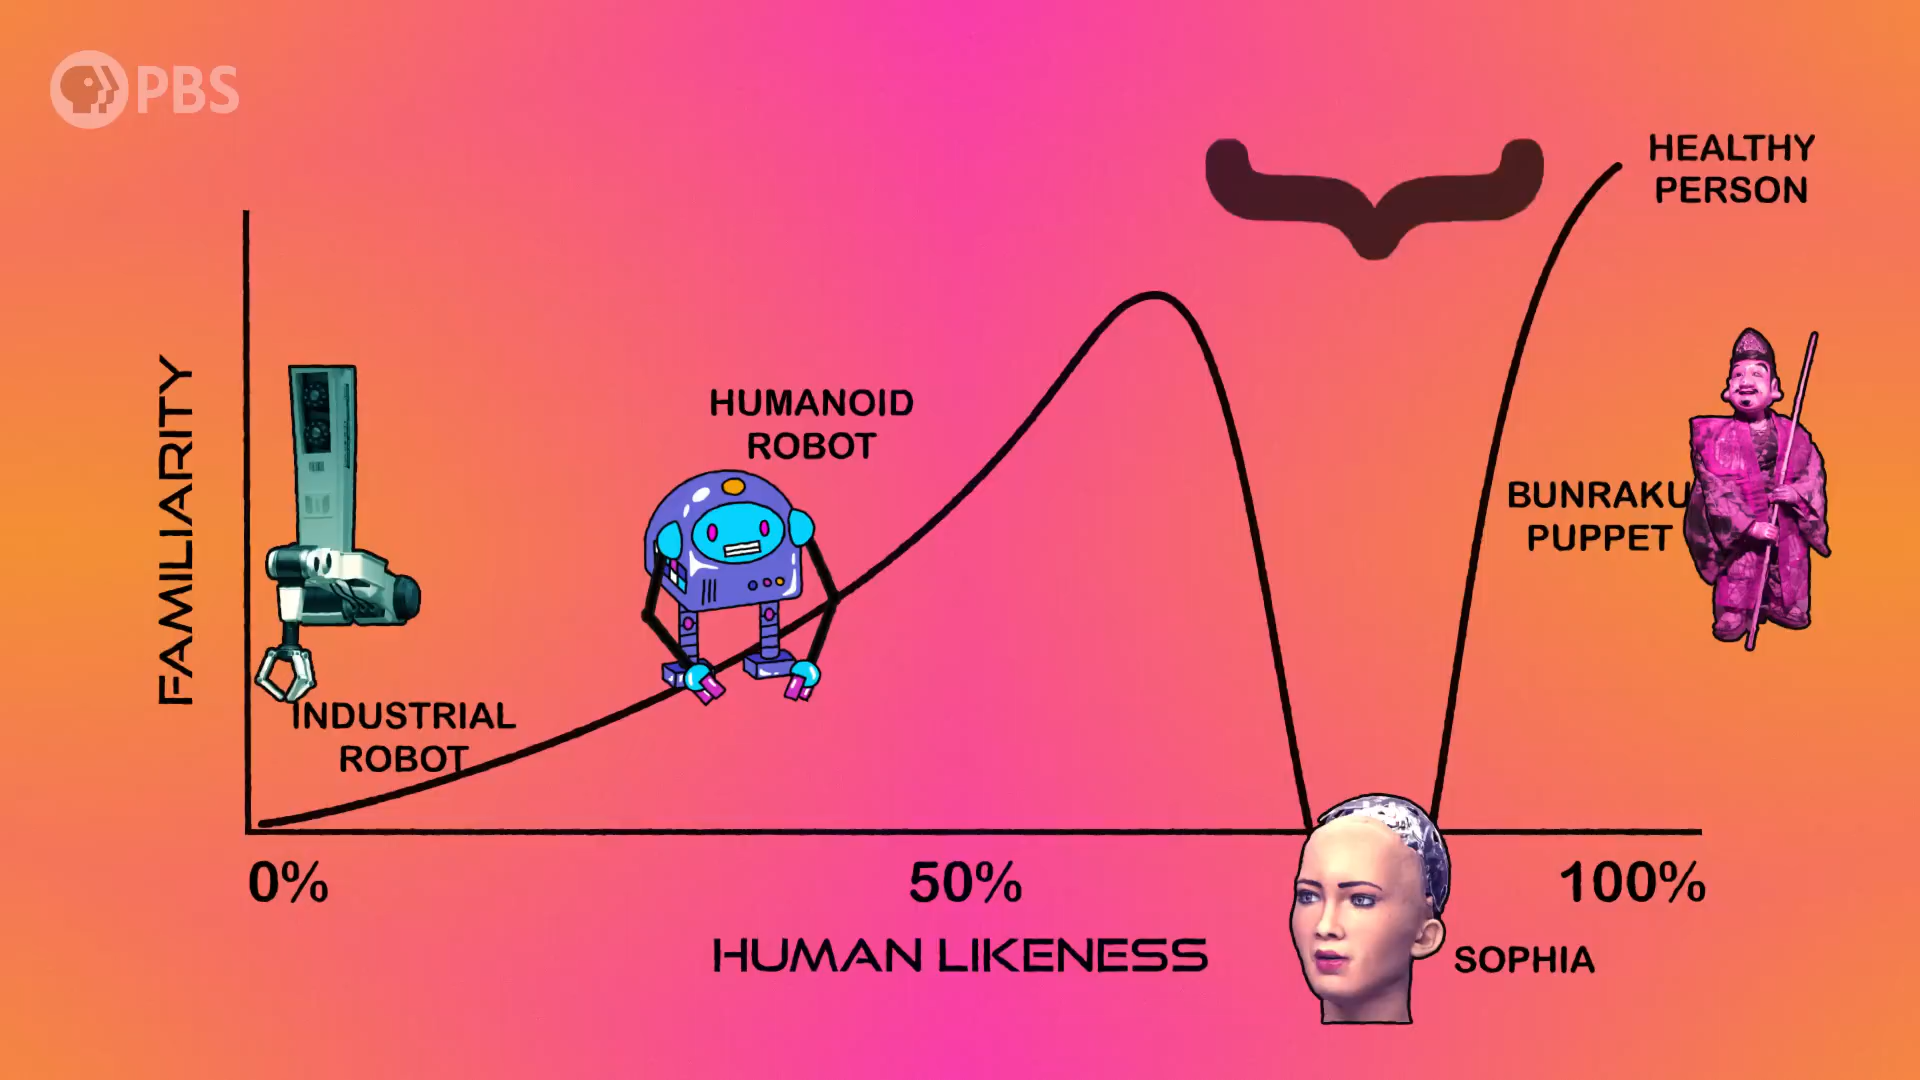 PBS
HEALTHY
PERSON
HUMANOID
ROBOT
BUNRAKU
PUPPET
INDUSTRIAL
ROBOT
FAMILIARITY
0%
50%
100%
HUMAN LIKENESS
SOPHIA